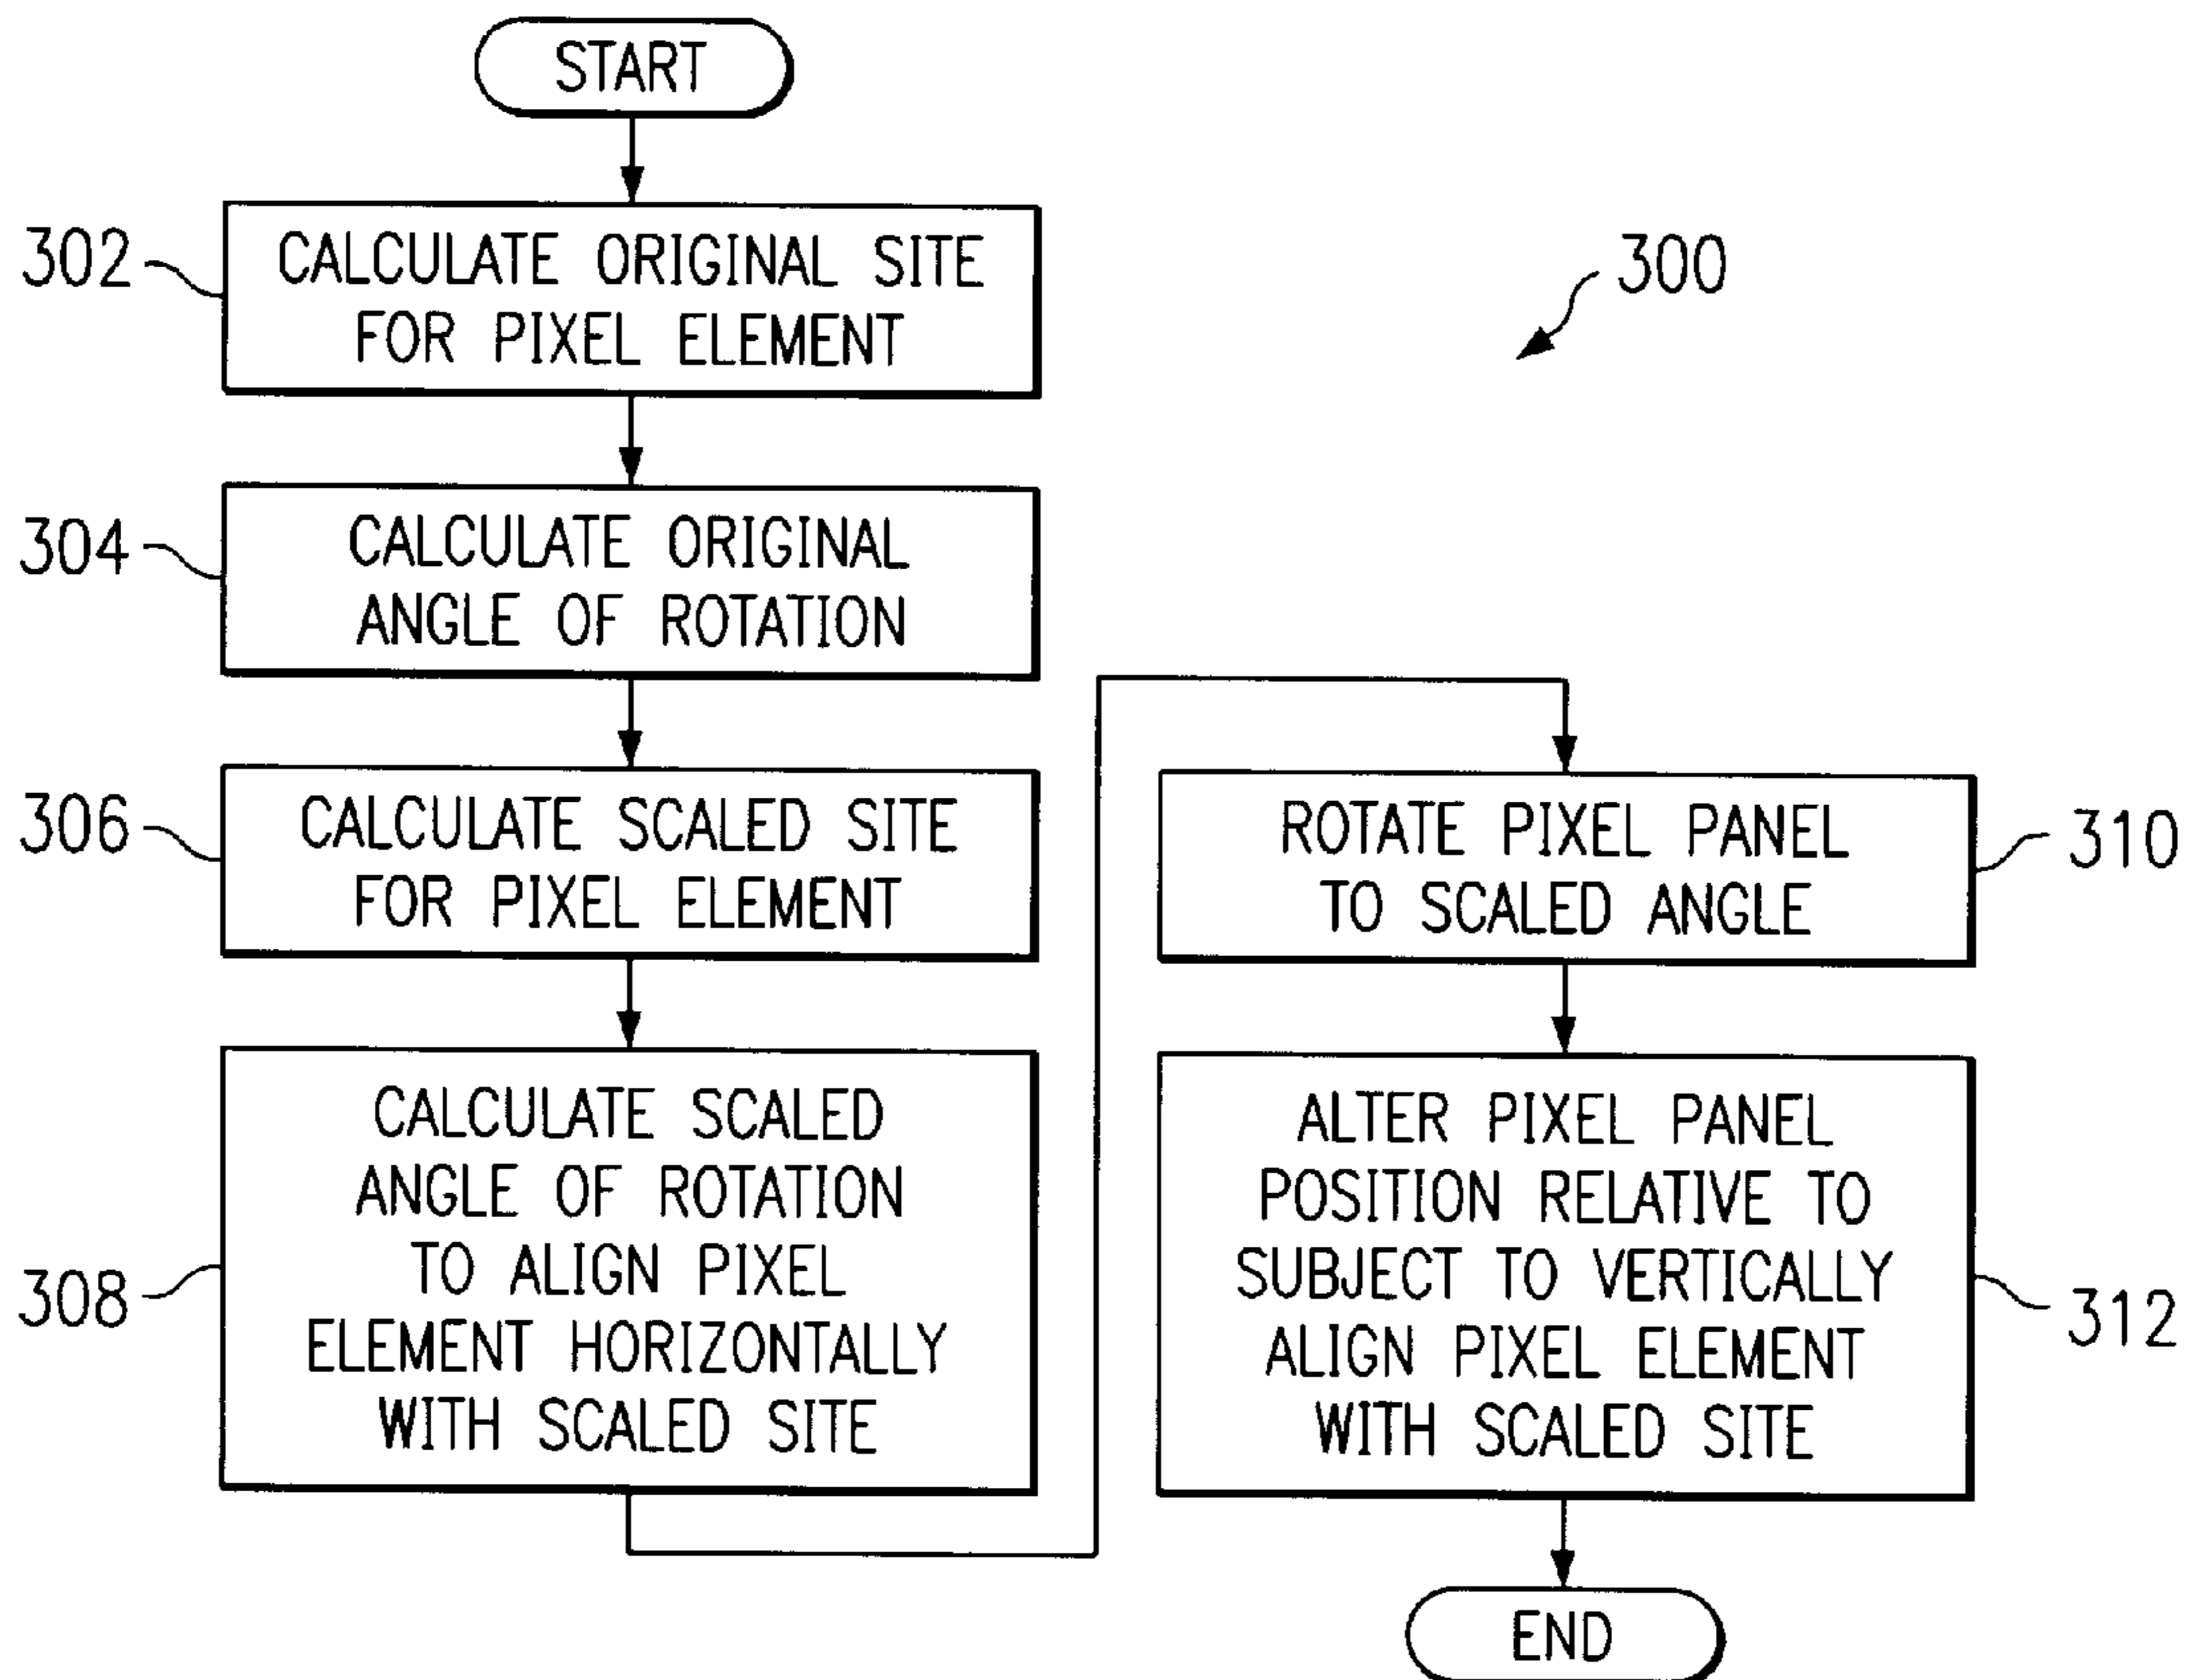 START
302
CALCULATE ORIGINAL SITE
FOR PIXEL ELEMENT
300
304
CALCULATE ORIGINAL
ANGLE OF ROTATION
306
CALCULATE SCALED SITE
FOR PIXEL ELEMENT
308
CALCULATE SCALED
ANGLE OF ROTATION
TO ALIGN PIXEL
ELEMENT HORIZONTALLY
WITH SCALED SITE
ROTATE PIXEL PANEL
TO SCALED ANGLE
310
ALTER PIXEL PANEL
POSITION RELATIVE TO
SUBJECT TO VERTICALLY
ALIGN PIXEL ELEMENT
WITH SCALED SITE
312
END